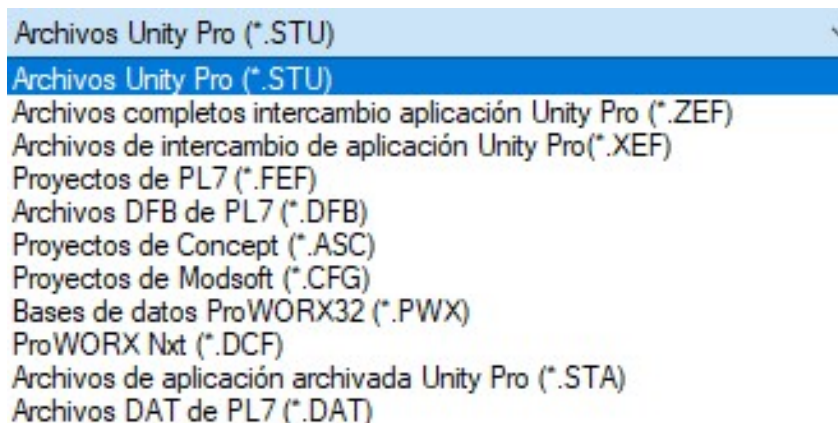 Archivos Unity Pro (*.STU)
Archivos Unity Pro (*.STU)
Archivos completos intercambio aplicación Unity Pro (*.ZEF)
Archivos de intercambio de aplicación Unity Pro(*.XEF)
Proyectos de PL7 (*.FEF)
Archivos DFB de PL7 (*.DFB)
Proyectos de Concept (*.ASC)
Proyectos de Modsoft (*.CFG)
Bases de datos ProWORX32 (*.PWX)
ProWORX Nxt (*.DCF)
Archivos de aplicación archivada Unity Pro (*.STA)
Archivos DAT de PL7 (*.DAT)